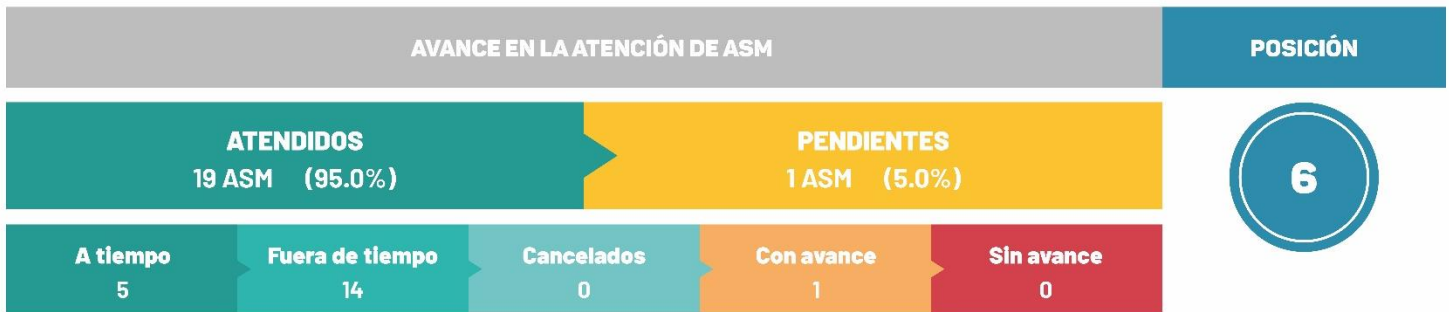 AVANCE EN LA ATENCIÓN DE ASM
POSICIÓN
ATENDIDOS
19 ASM (95.0%)
PENDIENTES
1 ASM (5.0%)
6
A tiempo
5
Fuera de tiempo
14
Cancelados
0
Con avance
1
Sin avance
0